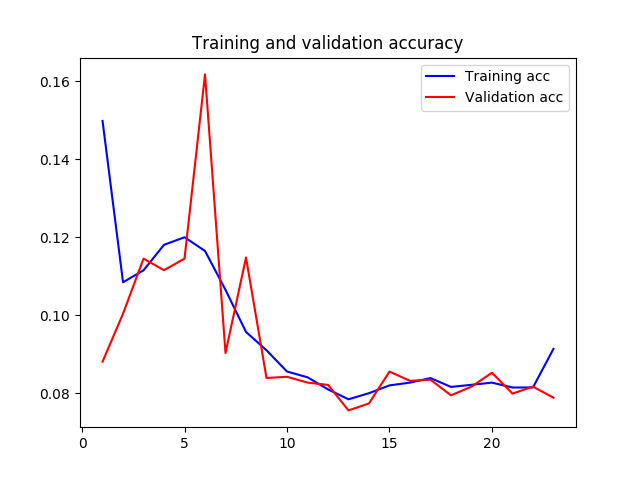 Training and validation accuracy
Training acc
Validation acc
0.16
0.14
0.12
0.10
0.08
0 5 10 15 20